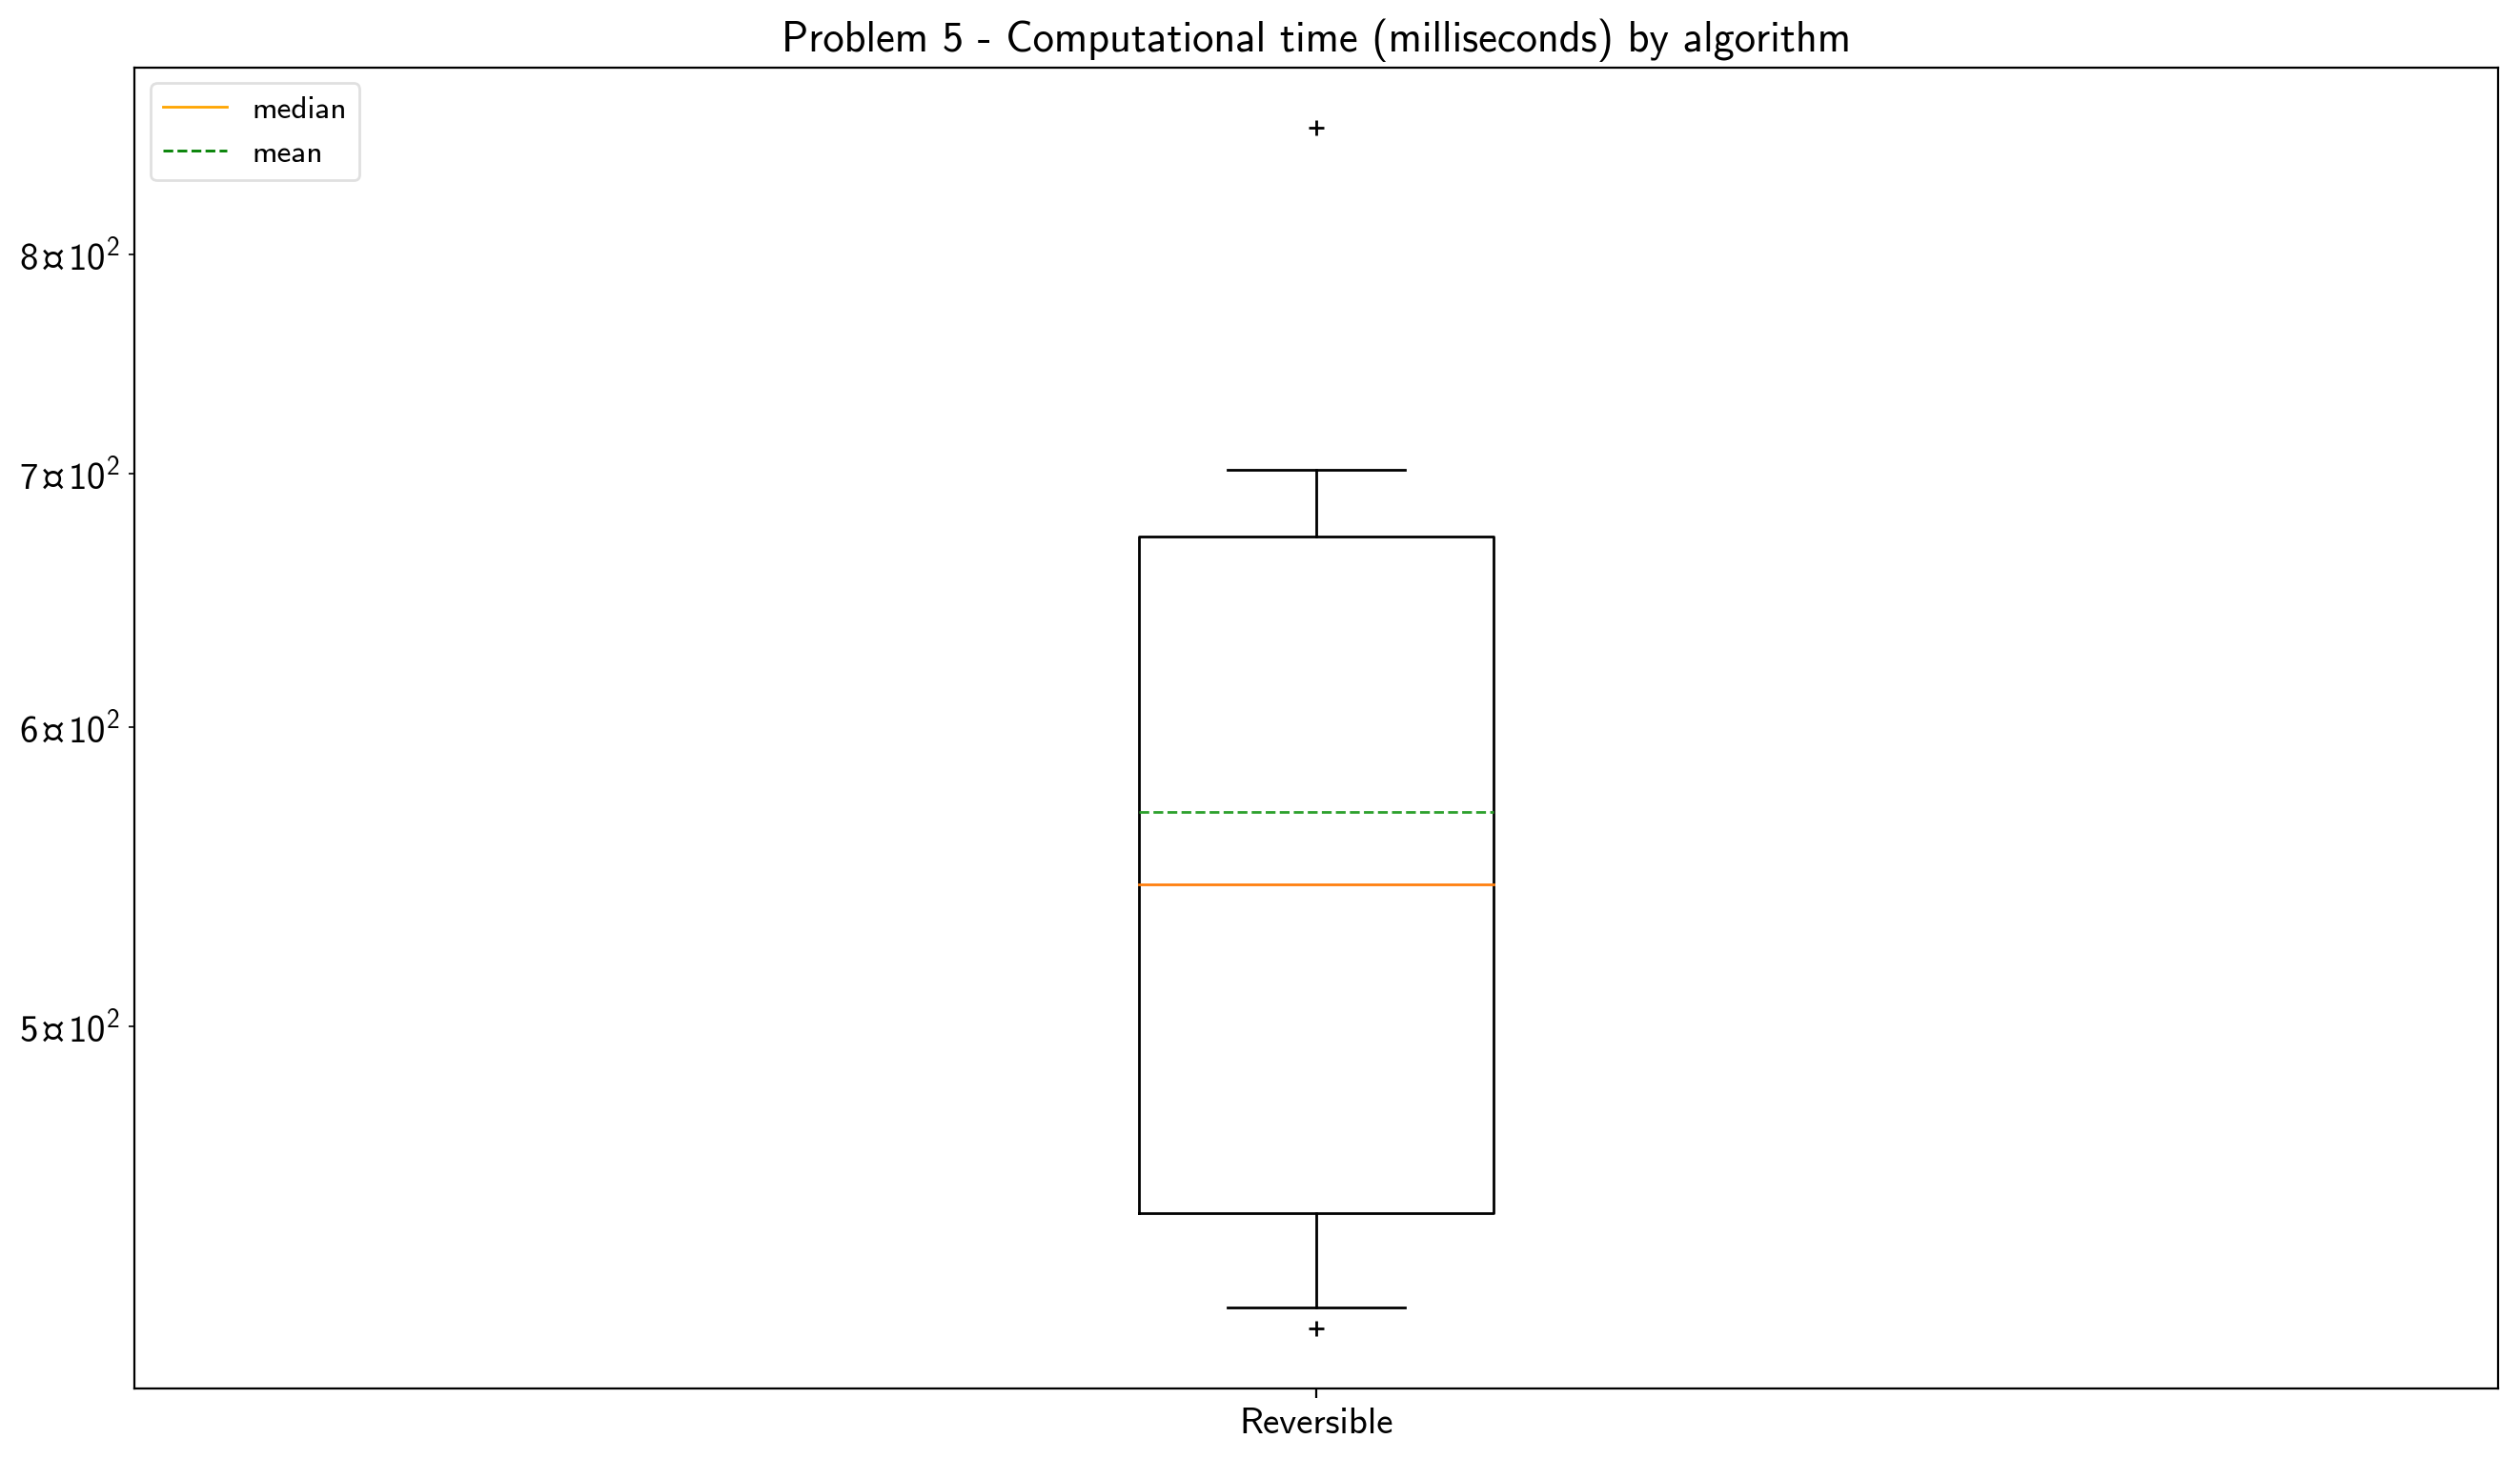 Problem 5 - Computational time (milliseconds) by algorithm
median
mean
8¤10²
7¤10²
6¤10²
5¤10²
Reversible